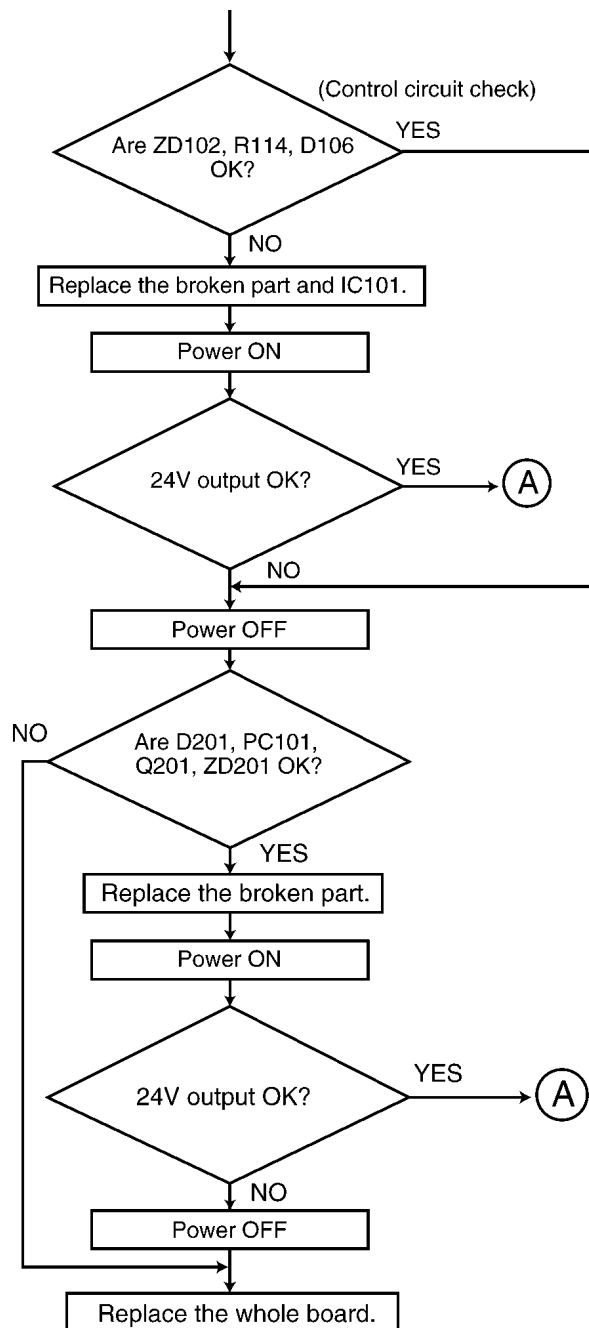 (Control circuit check)
YES
Are ZD102, R114, D106
OK?
NO
Replace the broken part and IC101.
Power ON
24V output OK?
YES
A
NO
Power OFF
NO
Are D201, PC101,
Q201, ZD201 OK?
YES
Replace the broken part.
Power ON
24V output OK?
YES
A
NO
Power OFF
Replace the whole board.